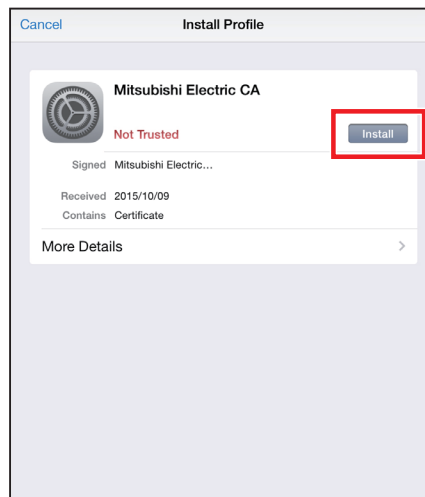 Cancel Install Profile
Mitsubishi Electric CA
Not Trusted Install
Signed Mitsubishi Electric...
Received 2015/10/09
Contains Certificate
More Details